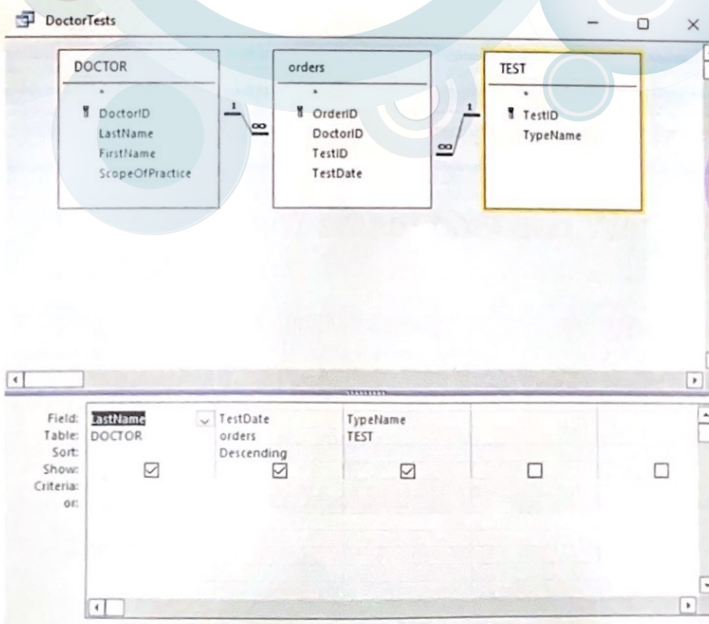 DoctorTests
DOCTOR
*
DoctorID
LastName
FirstName
ScopeOfPractice
1
∞
orders
*
OrderID
DoctorID
TestID
TestDate
∞
1
TEST
*
TestID
TypeName
Field: LastName TestDate TypeName
Table: DOCTOR orders TEST
Sort: Descending
Show:
Criteria:
or: